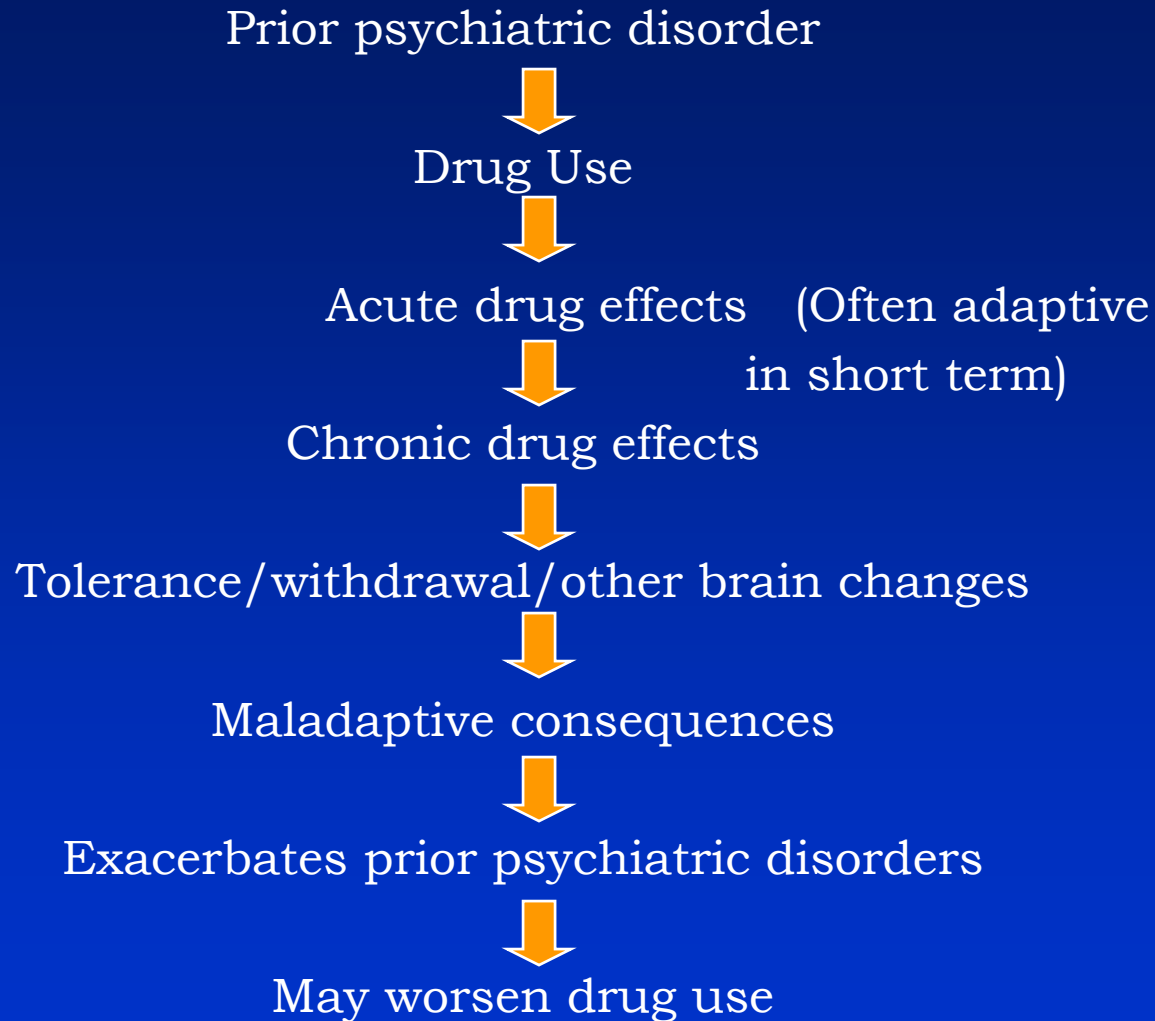 Prior psychiatric disorder
Drug Use
Acute drug effects (Often adaptive
in short term)
Chronic drug effects
Tolerance/withdrawal/other brain changes
Maladaptive consequences
Exacerbates prior psychiatric disorders
May worsen drug use